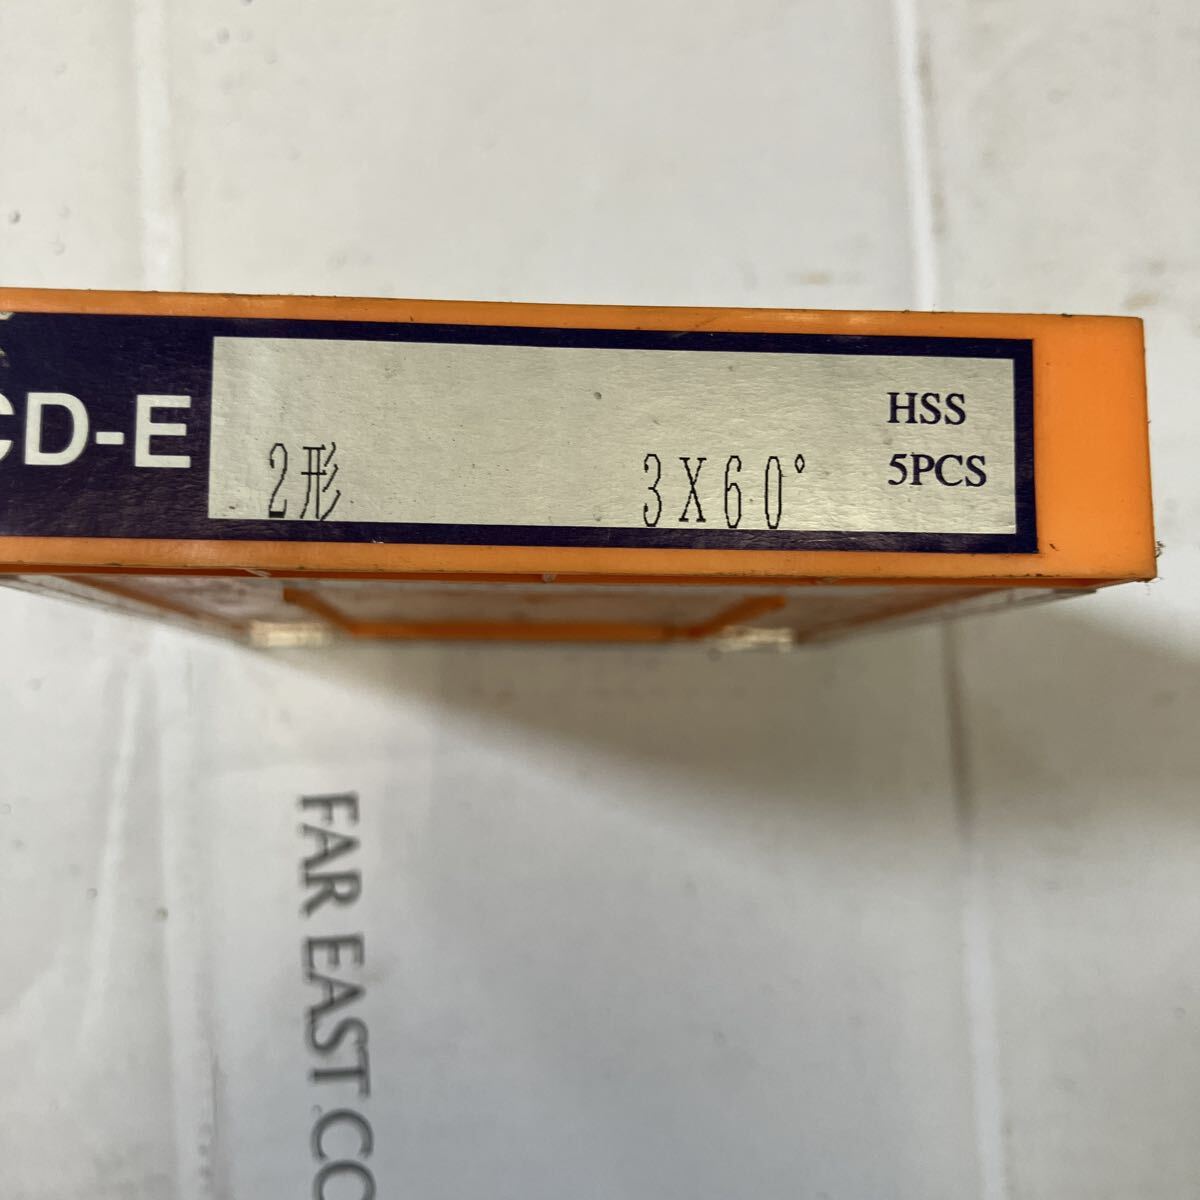 CD-E
2形 3X60°
HSS
5PCS
FAR EAST CO